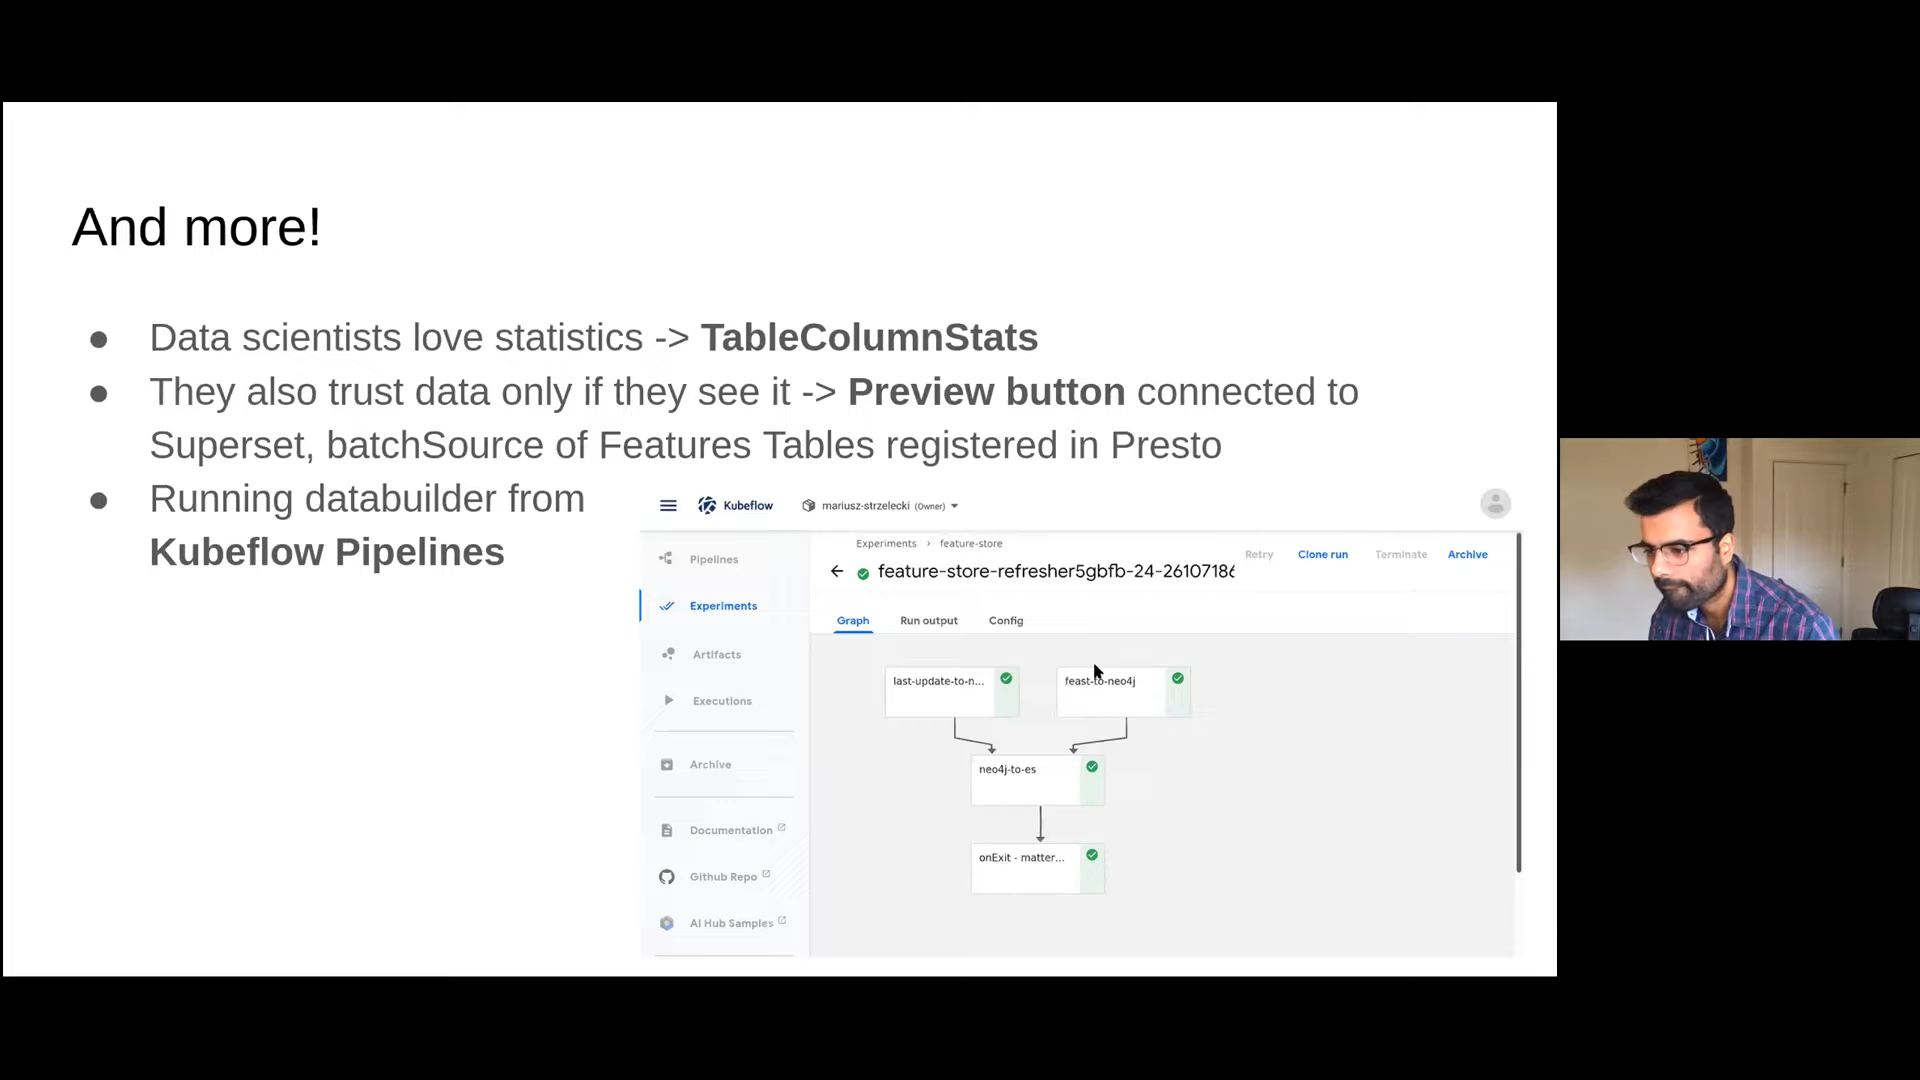 And more!
● Data scientists love statistics -> TableColumnStats
● They also trust data only if they see it -> Preview button connected to
Superset, batchSource of Features Tables registered in Presto
● Running databuilder from
Kubeflow Pipelines
Kubeflow
mariusz-strzelecki (Owner)
Pipelines
Experiments
Artifacts
Executions
Archive
Documentation
Github Repo
AI Hub Samples
Experiments > feature-store
Retry
Clone run
Terminate
Archive
feature-store-refresher5gbfb-24-2610718
Graph
Run output
Config
last-update-to-n...
feast-to-neo4j
neo4j-to-es
onExit - matter...